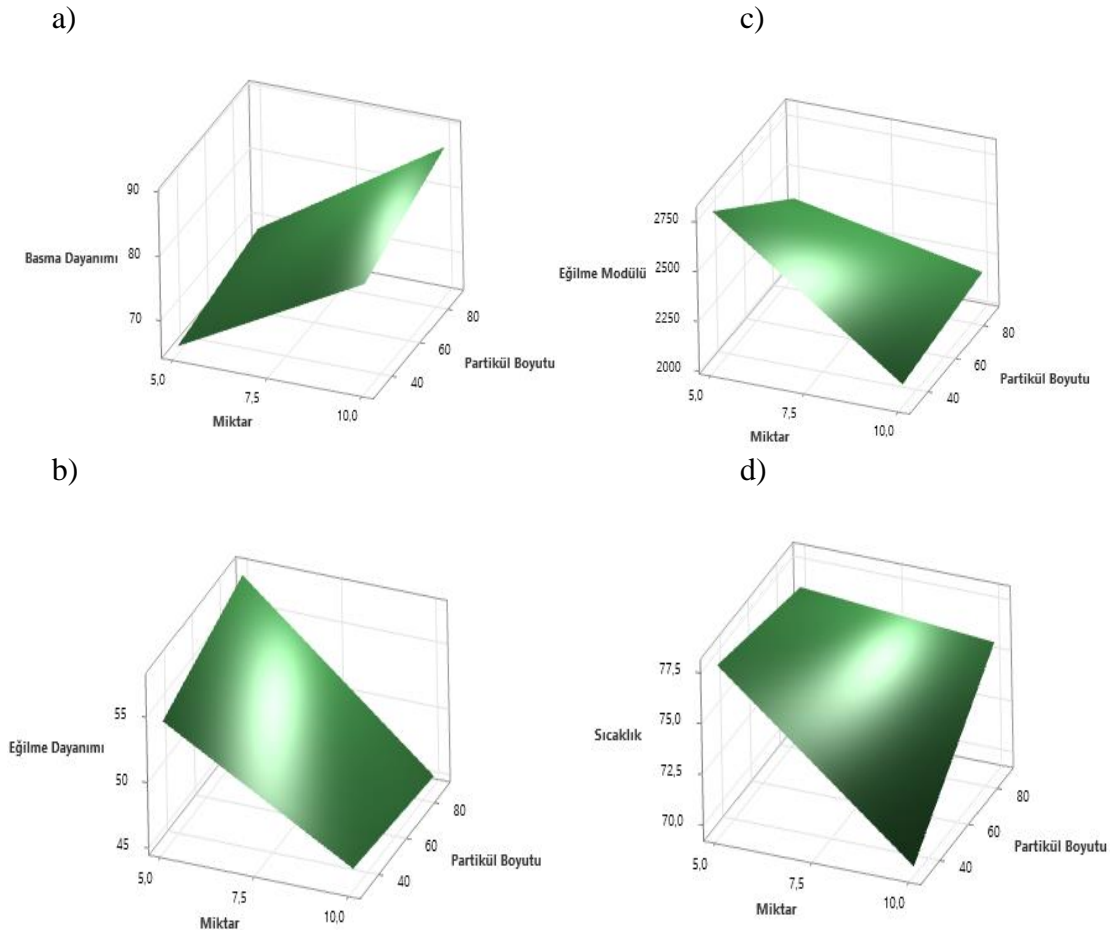 a)
90
80
70
Basma Dayanımı
5,0
7,5
10,0
Miktar
40
60
80
Partikül Boyutu
c)
2750
2500
2250
2000
Eğilme Modülü
5,0
7,5
10,0
Miktar
40
60
80
Partikül Boyutu
b)
55
50
45
Eğilme Dayanımı
5,0
7,5
10,0
Miktar
40
60
80
Partikül Boyutu
d)
77,5
75,0
72,5
70,0
Sıcaklık
5,0
7,5
10,0
Miktar
40
60
80
Partikül Boyutu